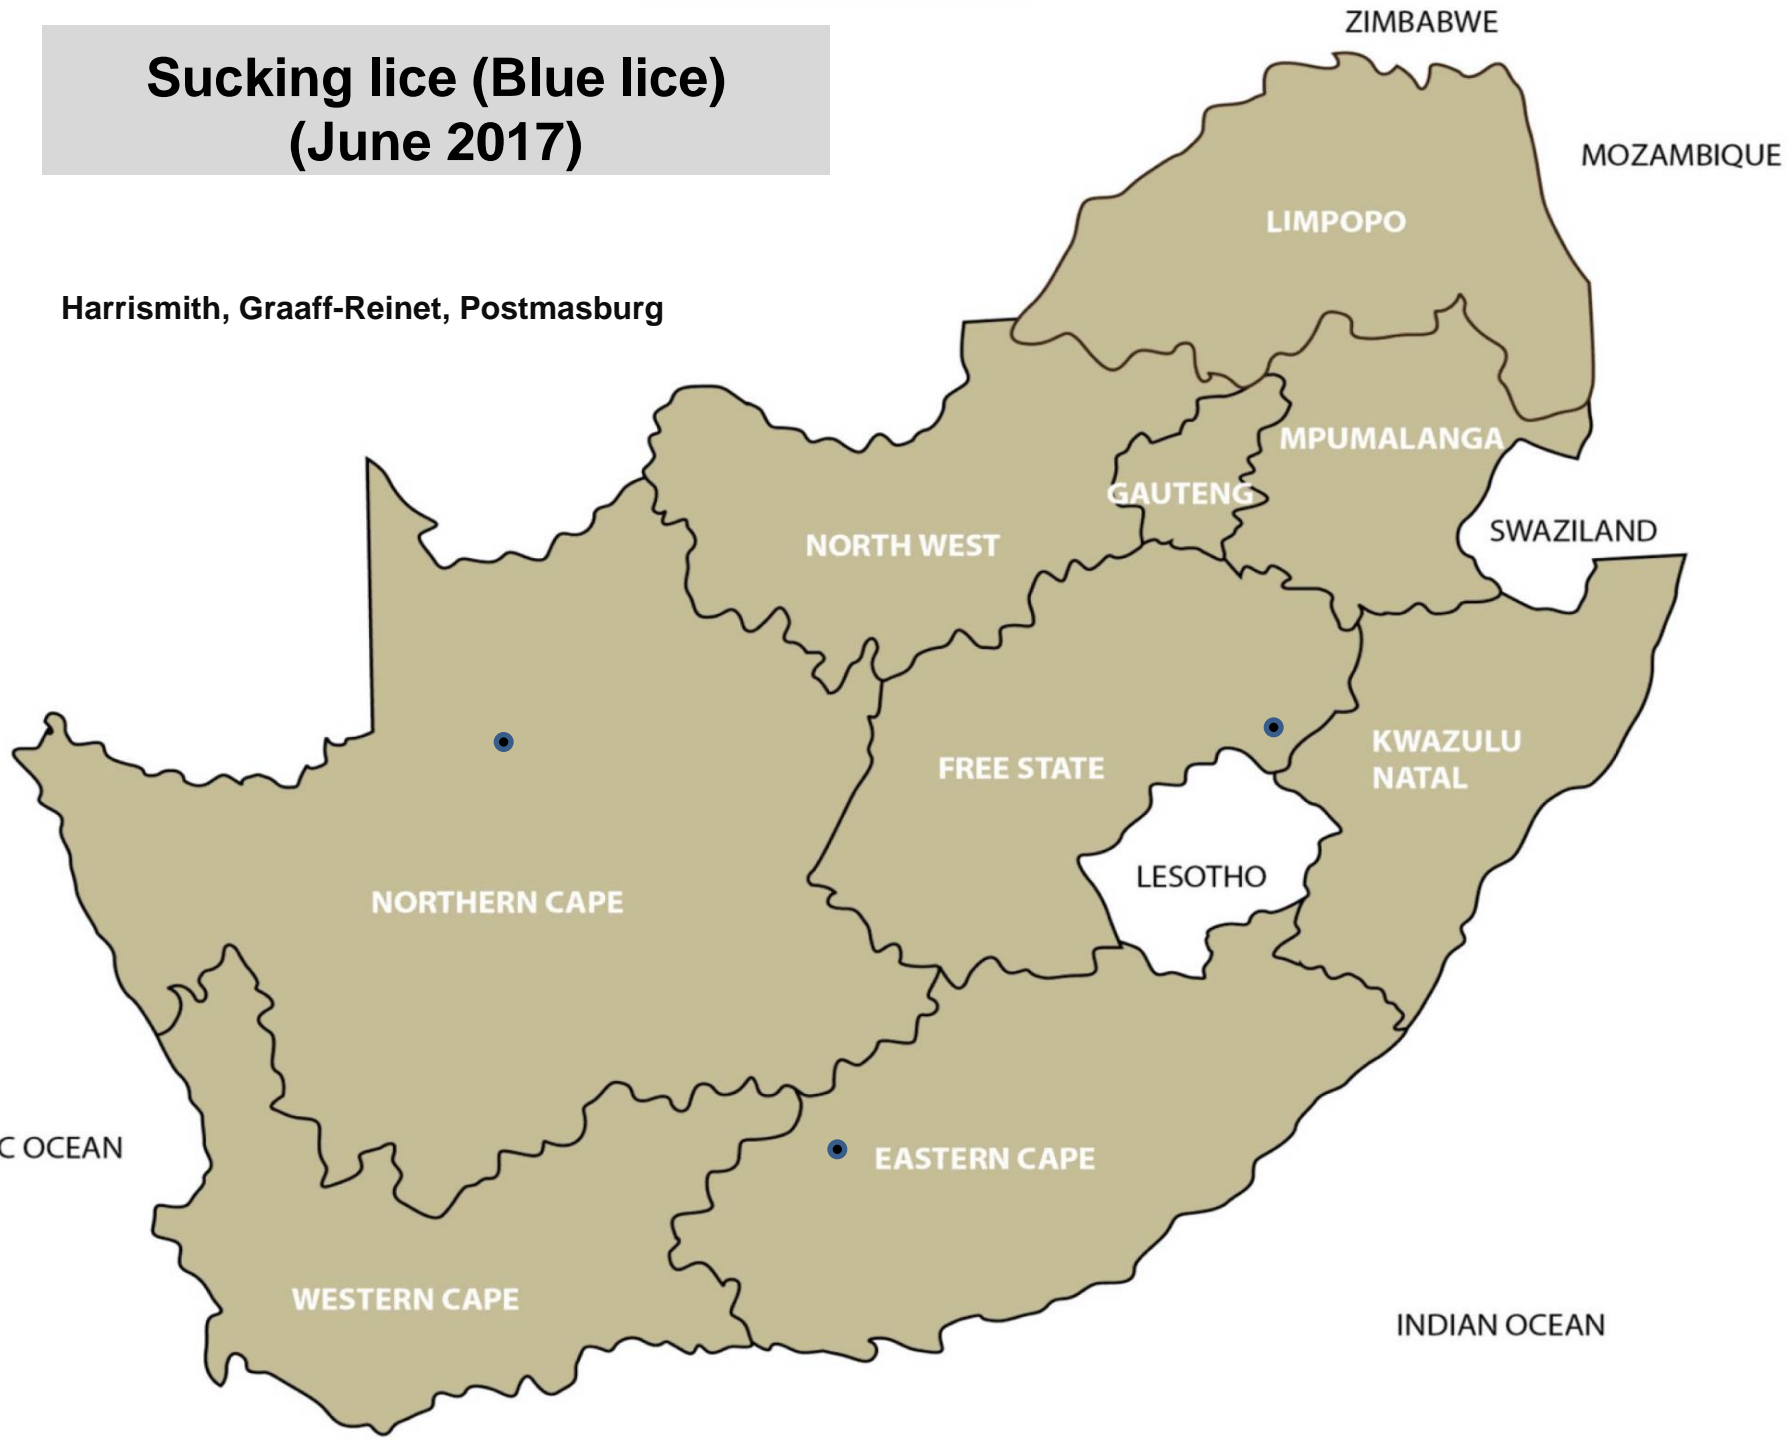 Sucking lice (Blue lice)
(June 2017)
Harrismith, Graaff-Reinet, Postmasburg
ZIMBABWE
MOZAMBIQUE
LIMPOPO
MPUMALANGA
GAUTENG
SWAZILAND
NORTH WEST
KWAZULU
NATAL
FREE STATE
LESOTHO
NORTHERN CAPE
C OCEAN
EASTERN CAPE
WESTERN CAPE
INDIAN OCEAN